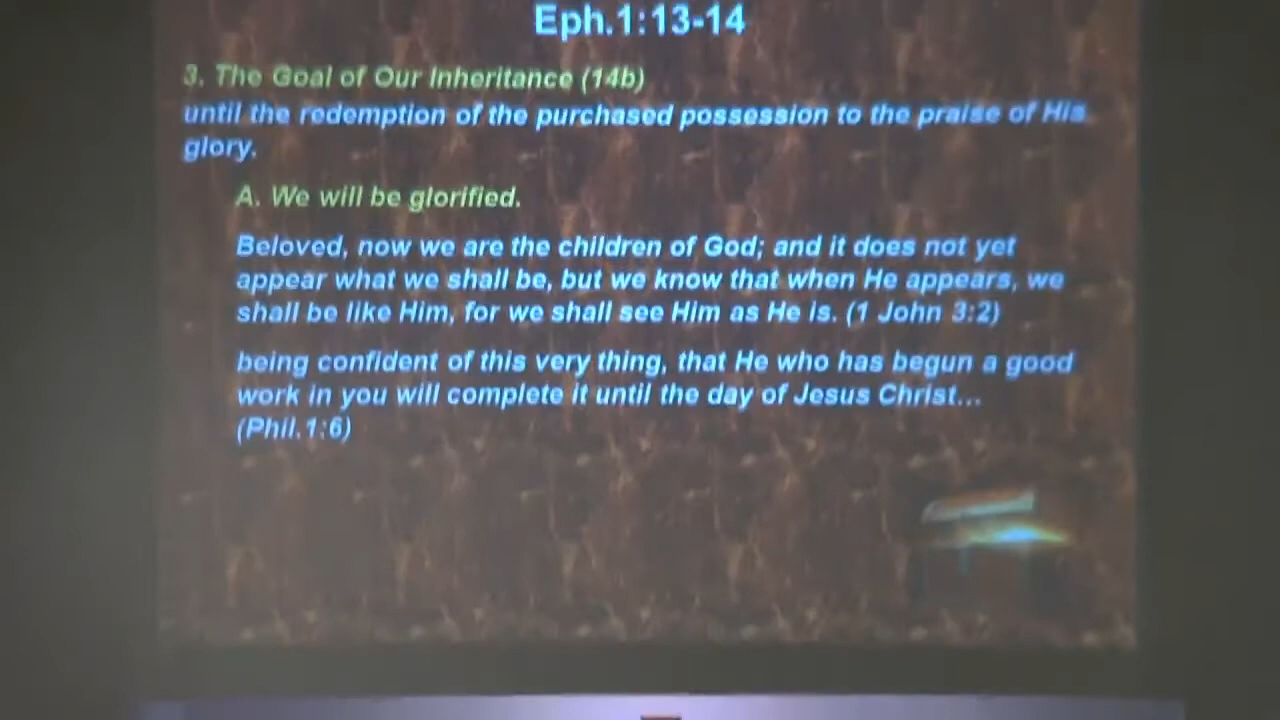 Eph.1:13-14
3. The Goal of Our Inheritance (14b)
until the redemption of the purchased possession to the praise of His
glory.
A. We will be glorified.
Beloved, now we are the children of God; and it does not yet
appear what we shall be, but we know that when He appears, we
shall be like Him, for we shall see Him as He is. (1 John 3:2)
being confident of this very thing, that He who has begun a good
work in you will complete it until the day of Jesus Christ...
(Phil.1:6)